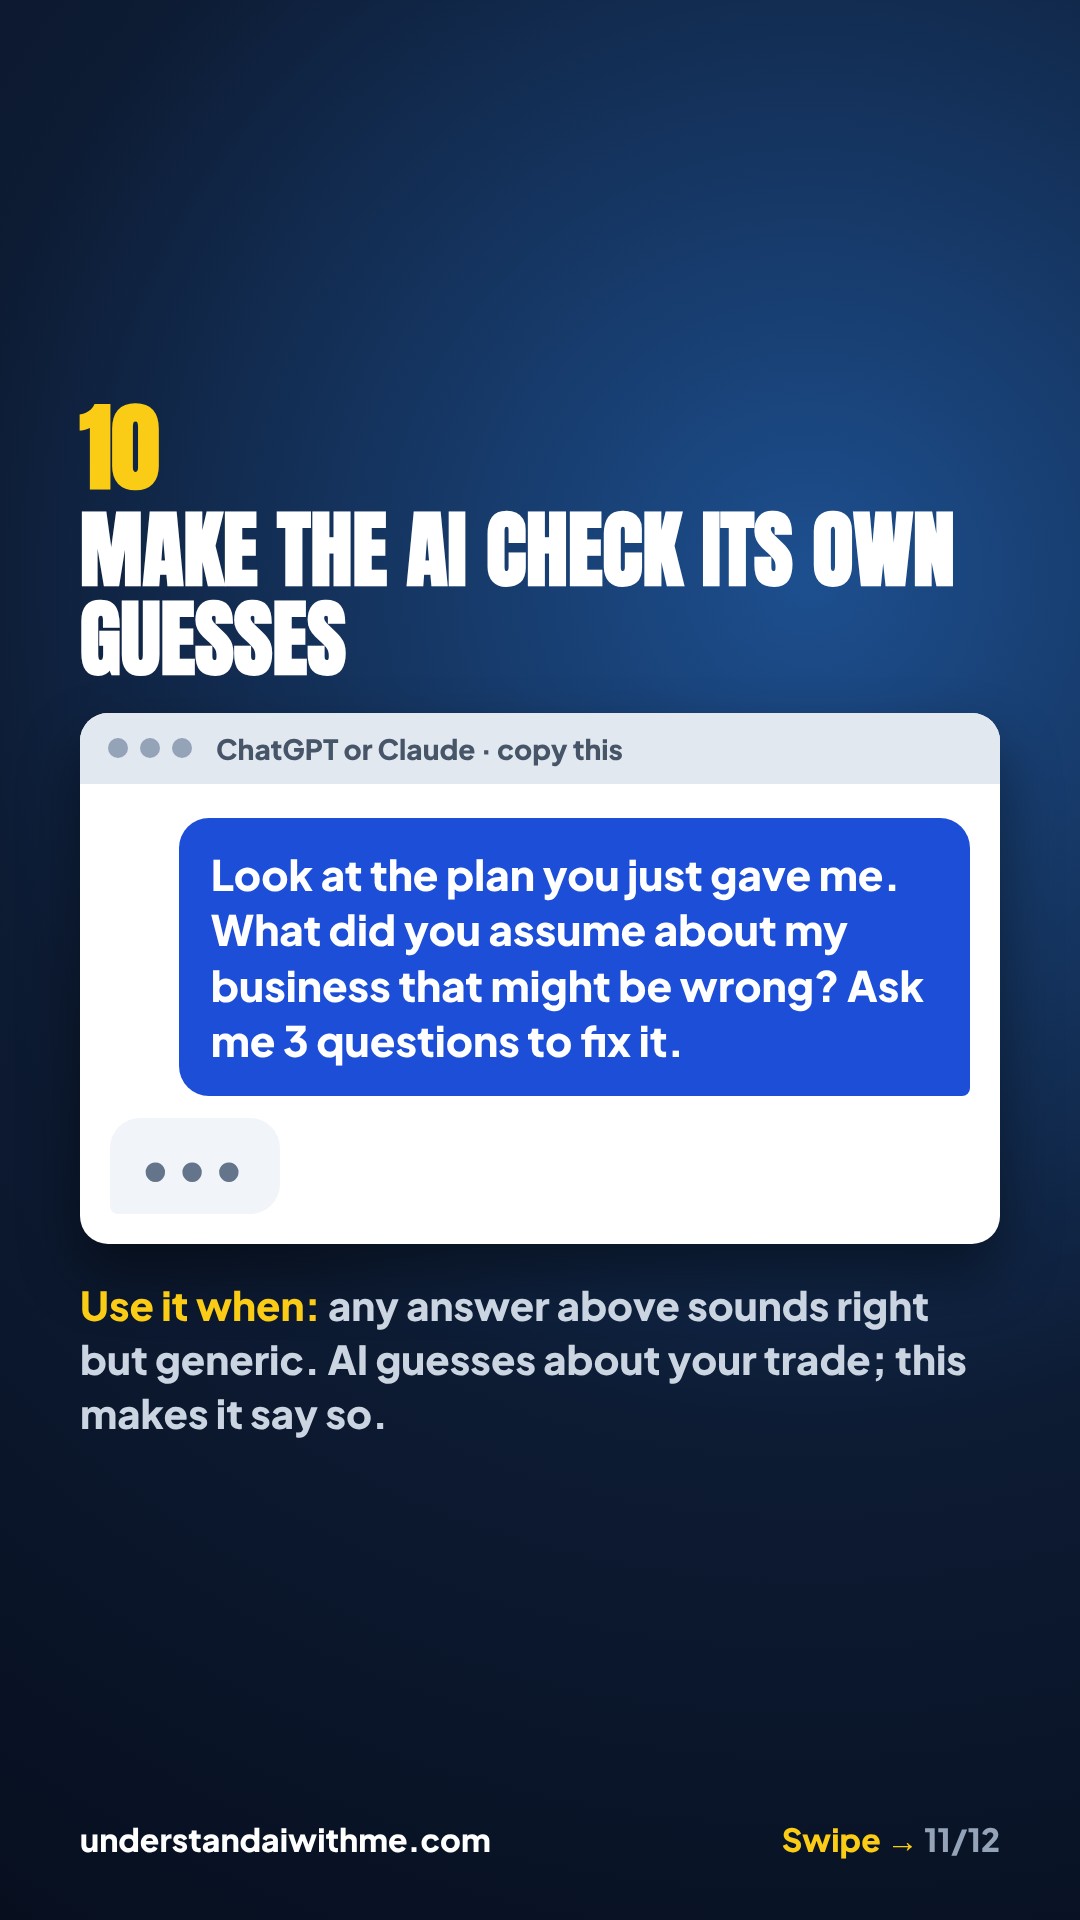 10
MAKE THE AI CHECK ITS OWN
GUESSES
ChatGPT or Claude · copy this
Look at the plan you just gave me.
What did you assume about my
business that might be wrong? Ask
me 3 questions to fix it.
Use it when: any answer above sounds right
but generic. AI guesses about your trade; this
makes it say so.
understandaiwithme.com
Swipe → 11/12